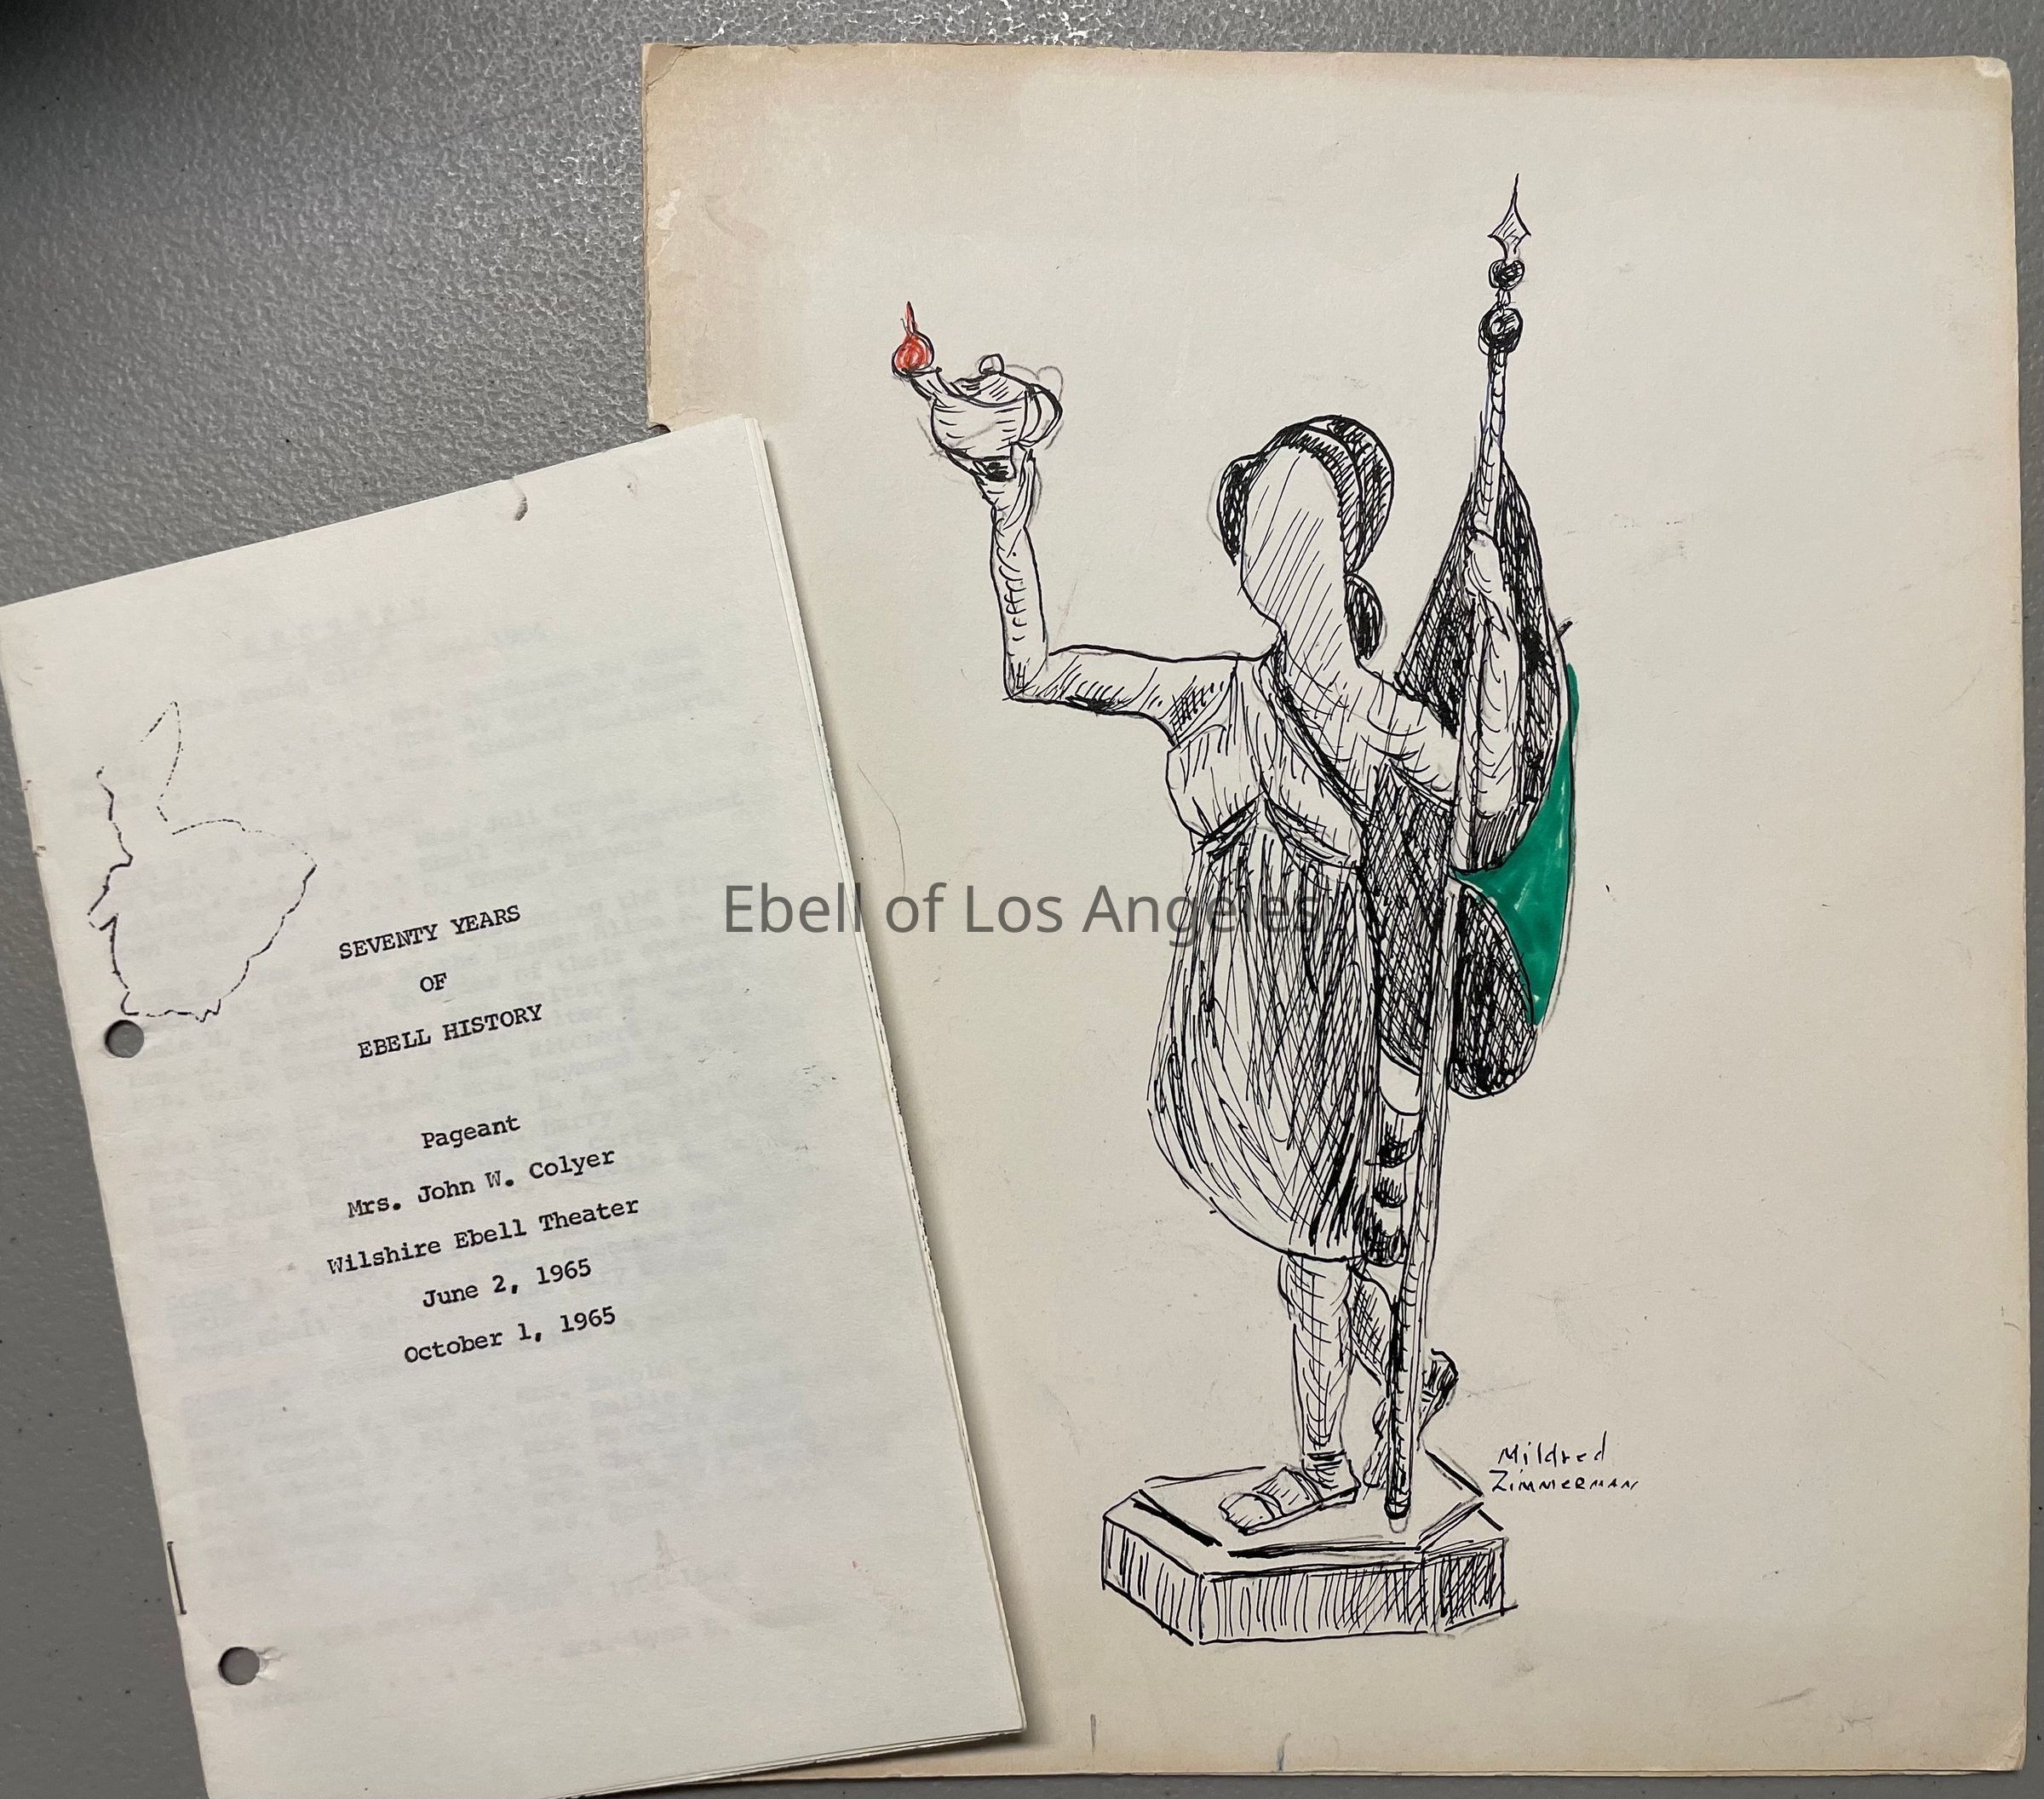 SEVENTY YEARS
OF
EBELL HISTORY
Pageant
Mrs. John W. Colyer
Wilshire Ebell Theater
June 2, 1965
October 1, 1965
Ebell of Los Angeles
Mildred
Zimmerman